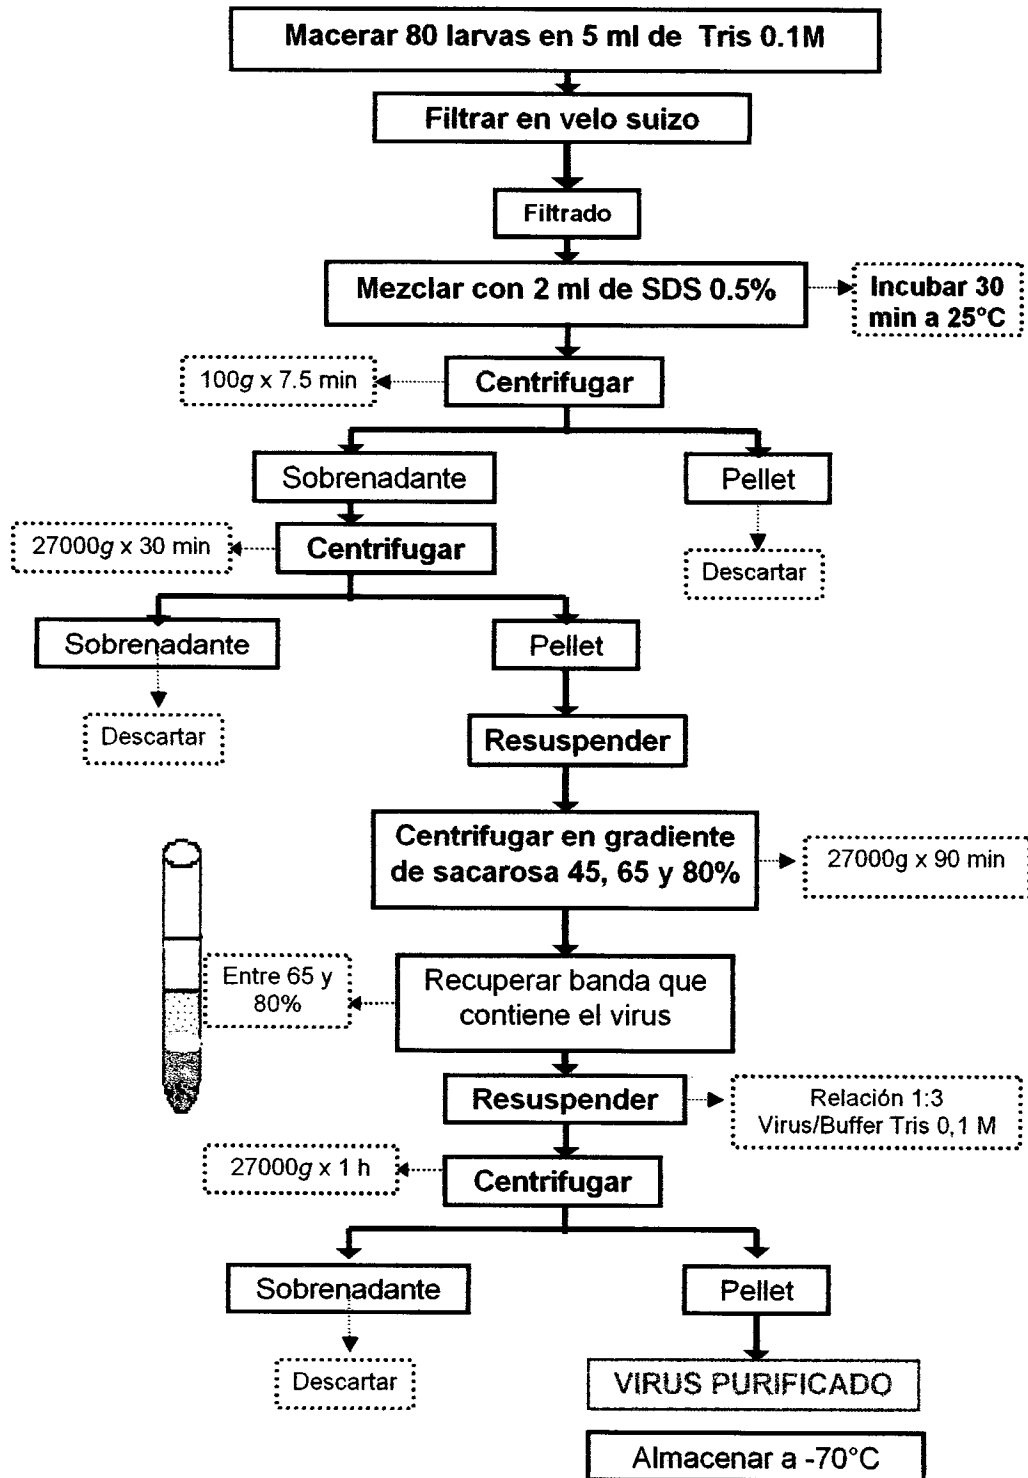 Macerar 80 larvas en 5 ml de Tris 0.1M
Filtrar en velo suizo
Filtrado
Mezclar con 2 ml de SDS 0.5%
Incubar 30
min a 25°C
100g x 7.5 min
Centrifugar
Sobrenadante
Pellet
27000g x 30 min
Centrifugar
Descartar
Sobrenadante
Pellet
Descartar
Resuspender
Centrifugar en gradiente
de sacarosa 45, 65 y 80%
27000g x 90 min
Entre 65 y
80%
Recuperar banda que
contiene el virus
Resuspender
Relación 1:3
Virus/Buffer Tris 0,1 M
27000g x 1 h
Centrifugar
Sobrenadante
Pellet
Descartar
VIRUS PURIFICADO
Almacenar a -70°C